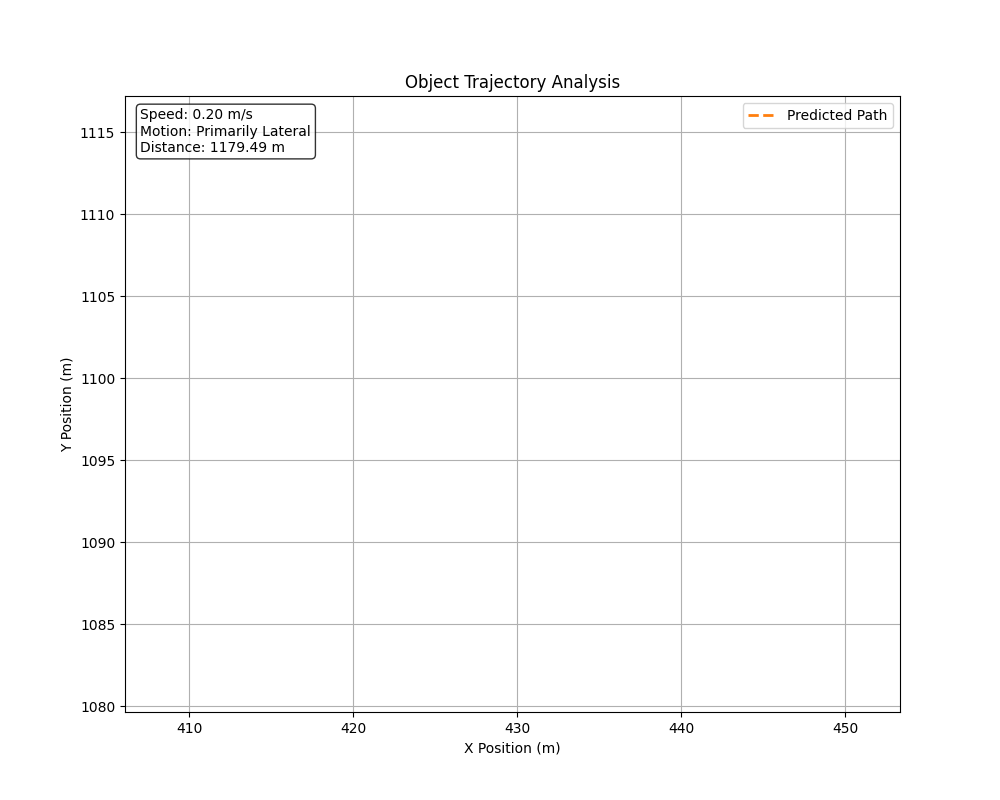 Object Trajectory Analysis
Speed: 0.20 m/s
Motion: Primarily Lateral
Distance: 1179.49 m
Predicted Path
1115
1110
1105
1100
1095
1090
1085
1080
Y Position (m)
410 420 430 440 450
X Position (m)